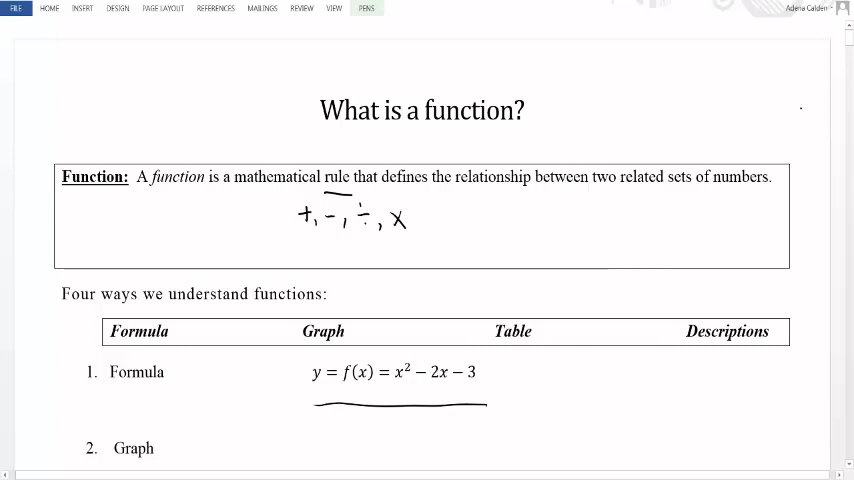 FILE HOME INSERT DESIGN PAGE LAYOUT REFERENCES MAILINGS REVIEW VIEW PENS Adena Calden
What is a function?
Function: A function is a mathematical rule that defines the relationship between two related sets of numbers.
+, -, ÷, x
Four ways we understand functions:
Formula Graph Table Descriptions
1. Formula y = f(x) = x² − 2x − 3
2. Graph